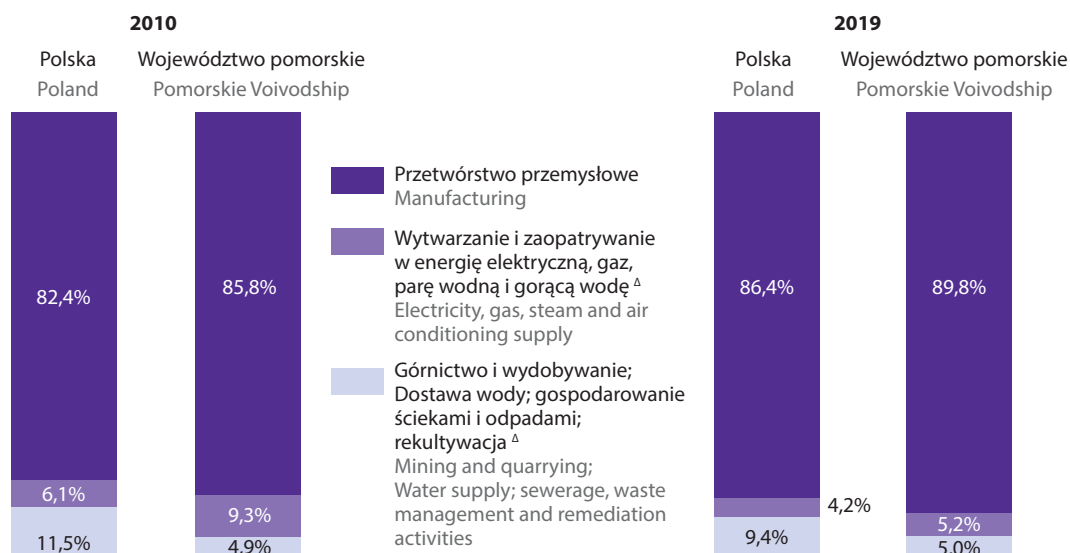 2010
Polska
Poland
Województwo pomorskie
Pomorskie Voivodship
82,4%
6,1%
11,5%
85,8%
9,3%
4,9%
Przetwórstwo przemysłowe
Manufacturing
Wytwarzanie i zaopatrywanie
w energię elektryczną, gaz,
parę wodną i gorącą wodę Δ
Electricity, gas, steam and air
conditioning supply
Górnictwo i wydobywanie;
Dostawa wody; gospodarowanie
ściekami i odpadami;
rekultywacja Δ
Mining and quarrying;
Water supply; sewerage, waste
management and remediation
activities
2019
Polska
Poland
Województwo pomorskie
Pomorskie Voivodship
86,4%
4,2%
9,4%
89,8%
5,2%
5,0%